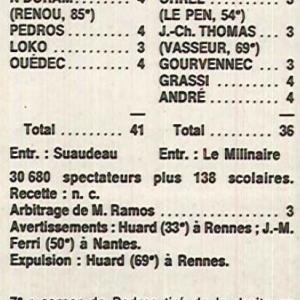 (RENOU, 85°)
PEDROS ........ 4
LOKO .......... 3
OUÉDEC ........ 4
Total .......... 41
Entr. : Suaudeau
3
(LE PEN, 54°)
J.-Ch. THOMAS ... 3
(VASSEUR, 69°)
GOURVENNEC ... 3
GRASSI ........ 4
ANDRÉ ......... 4
Total .......... 36
Entr. : Le Milinaire
30 680 spectateurs plus 138 scolaires.
Recette : n. c.
Arbitrage de M. Ramos .............. 3
Avertissements : Huard (33°) à Rennes ; J.-M.
Ferri (50°) à Nantes.
Expulsion : Huard (69°) à Rennes.